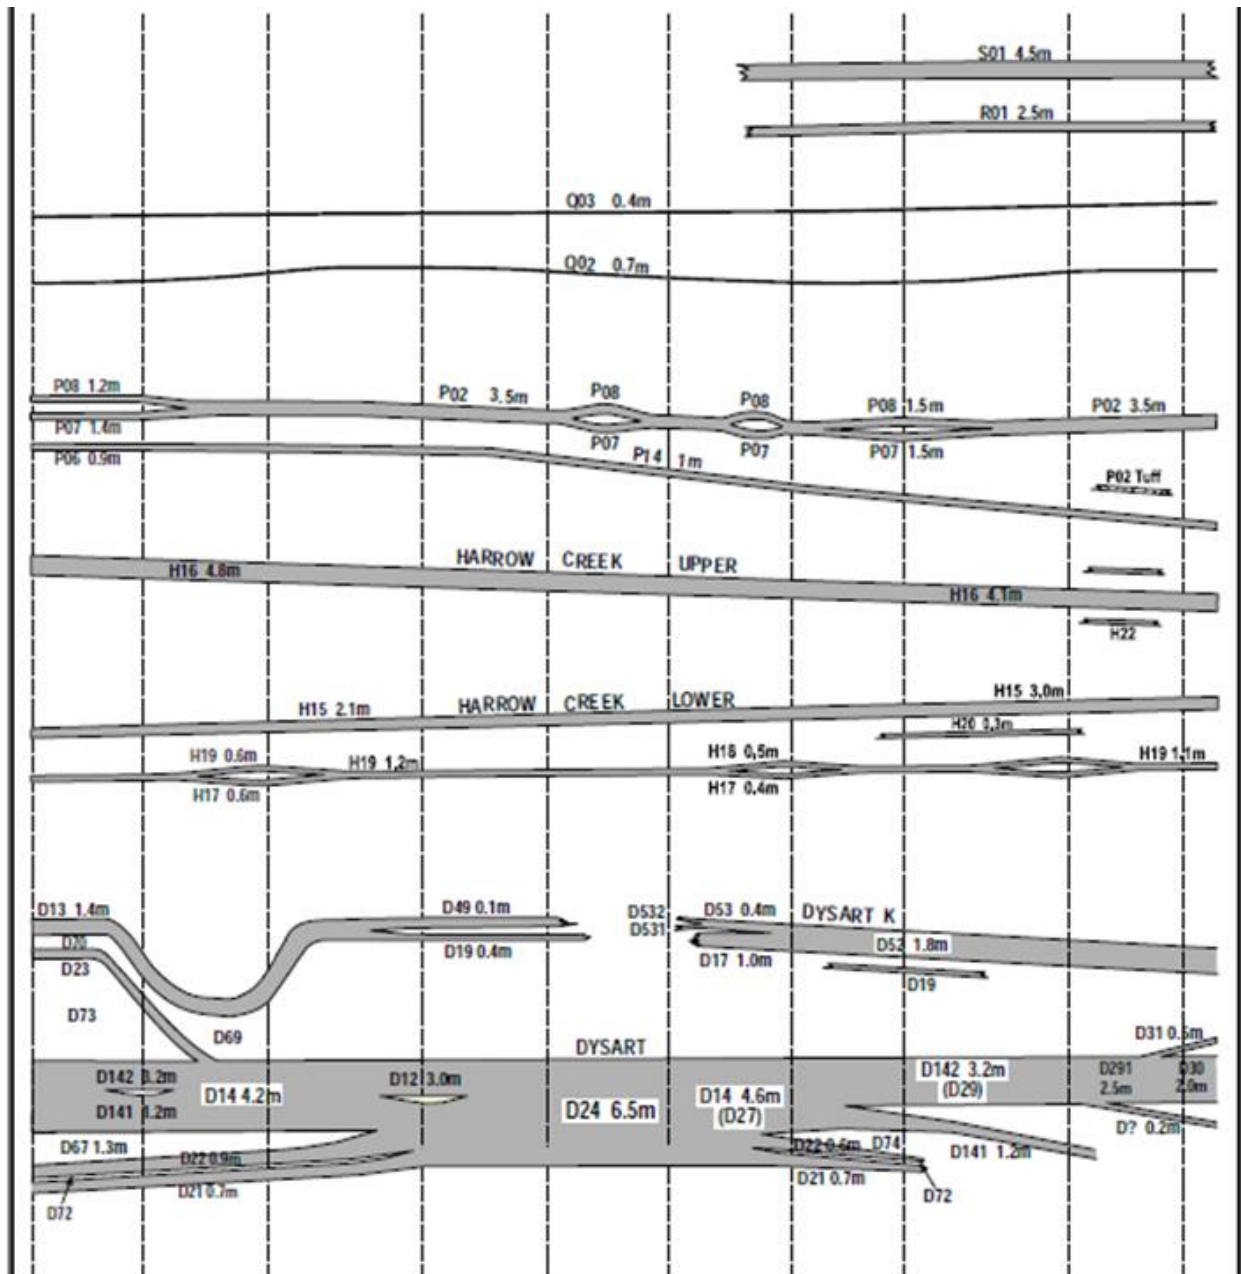 S01 4.5m
R01 2.5m
Q03 0.4m
Q02 0.7m
P08 1.2m
P02 3.5m
P08
P08
P08 1.5m
P02 3.5m
P07 1.4m
P07
P07
P07 1.5m
P06 0.9m
P14 1m
P02 Tuff
HARROW CREEK UPPER
H16 4.8m
H16 4.1m
H22
HARROW CREEK LOWER
H15 2.1m
H15 3.0m
H20 0.3m
H19 0.6m
H19 1.2m
H18 0.5m
H19 1.1m
H17 0.6m
H17 0.4m
D13 1.4m
D49 0.1m
D532
D53 0.4m
DYSART K
D531
D70
D19 0.4m
D52 1.8m
D23
D17 1.0m
D19
D73
D69
D31 0.5m
DYSART
D142 3.2m
D14 4.2m
D12 3.0m
D142 3.2m
(D29)
D291
2.5m
D30
2.0m
D141 1.2m
D24 6.5m
D14 4.6m
(D27)
D? 0.2m
D67 1.3m
D22 0.9m
D22 0.6m
D74
D141 1.2m
D21 0.7m
D21 0.7m
D72
D72